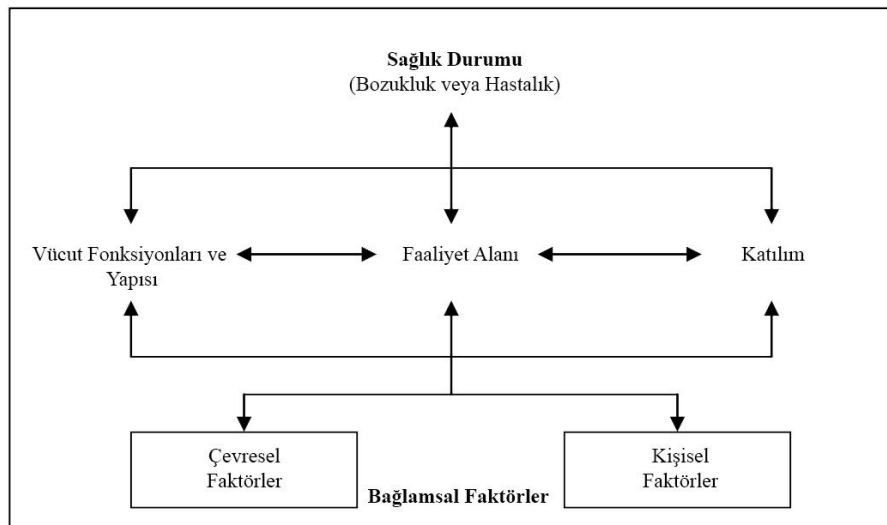 Sağlık Durumu
(Bozukluk veya Hastalık)
Vücut Fonksiyonları ve
Yapısı
Faaliyet Alanı
Katılım
Çevresel
Faktörler
Kişisel
Faktörler
Bağlamsal Faktörler